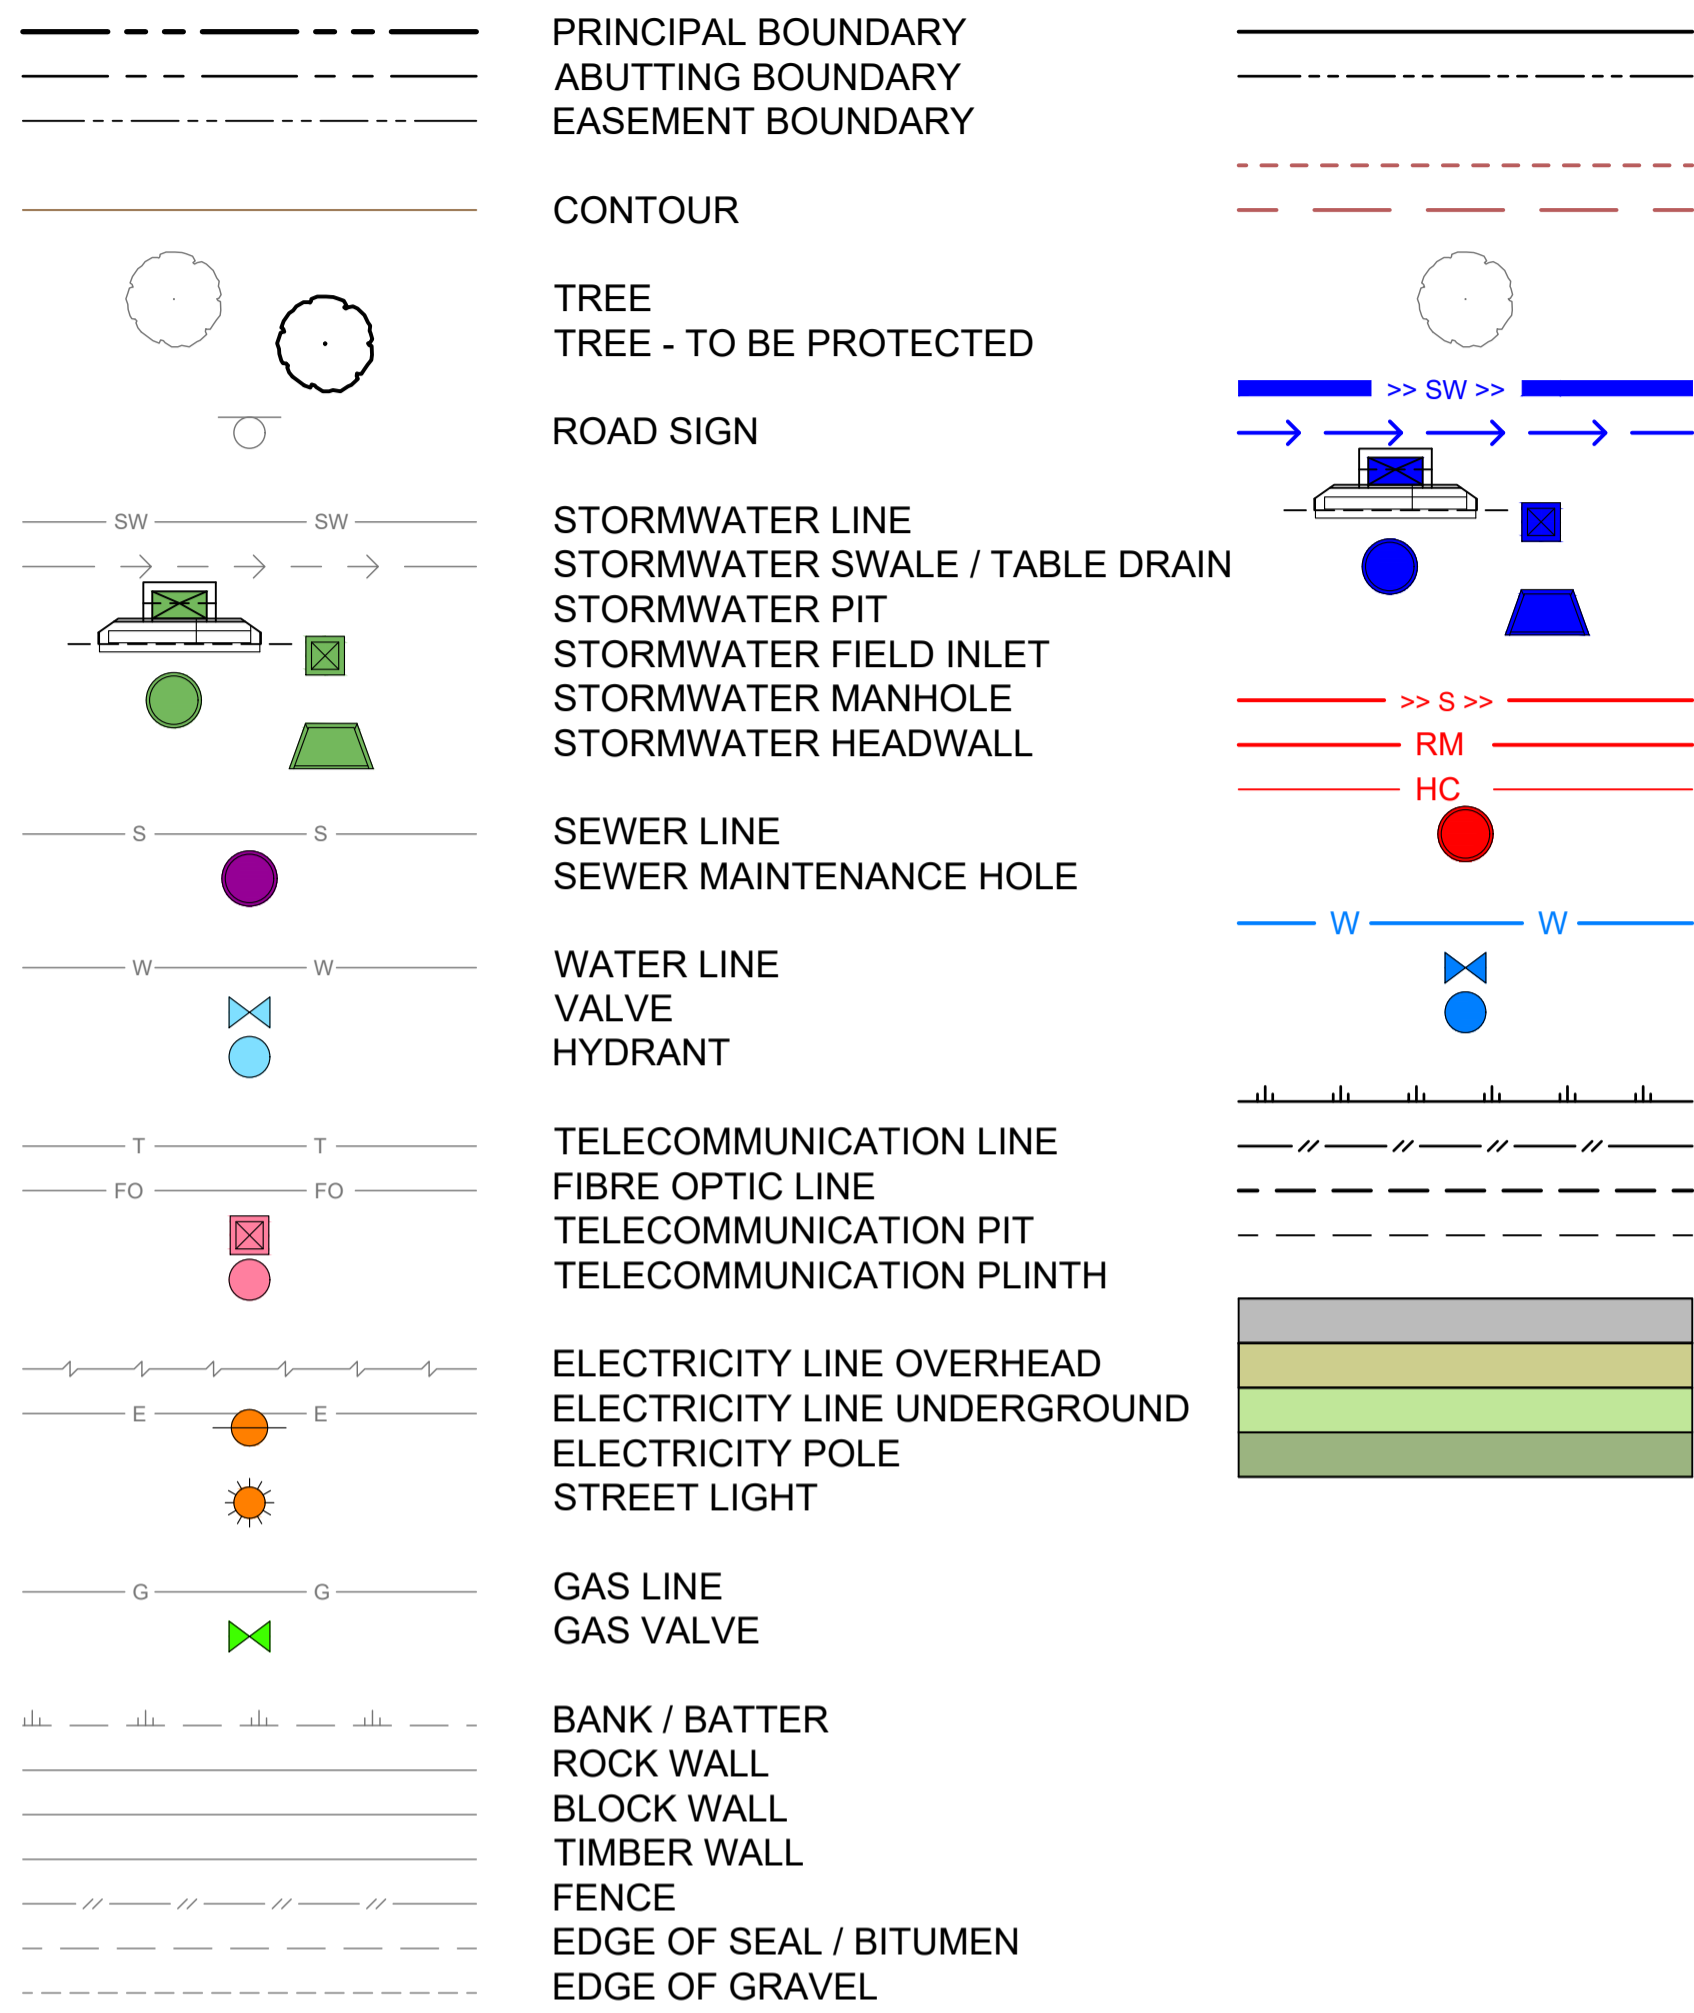 PRINCIPAL BOUNDARY
ABUTTING BOUNDARY
EASEMENT BOUNDARY
CONTOUR
TREE
TREE - TO BE PROTECTED
>> SW >>
ROAD SIGN
SW SW STORMWATER LINE
STORMWATER SWALE / TABLE DRAIN
STORMWATER PIT
STORMWATER FIELD INLET
STORMWATER MANHOLE
>> S >>
STORMWATER HEADWALL
RM
HC
S S SEWER LINE
SEWER MAINTENANCE HOLE
W W
W W WATER LINE
VALVE
HYDRANT
T T TELECOMMUNICATION LINE
FO FO FIBRE OPTIC LINE
TELECOMMUNICATION PIT
TELECOMMUNICATION PLINTH
ELECTRICITY LINE OVERHEAD
E E ELECTRICITY LINE UNDERGROUND
ELECTRICITY POLE
STREET LIGHT
G G GAS LINE
GAS VALVE
BANK / BATTER
ROCK WALL
BLOCK WALL
TIMBER WALL
FENCE
EDGE OF SEAL / BITUMEN
EDGE OF GRAVEL